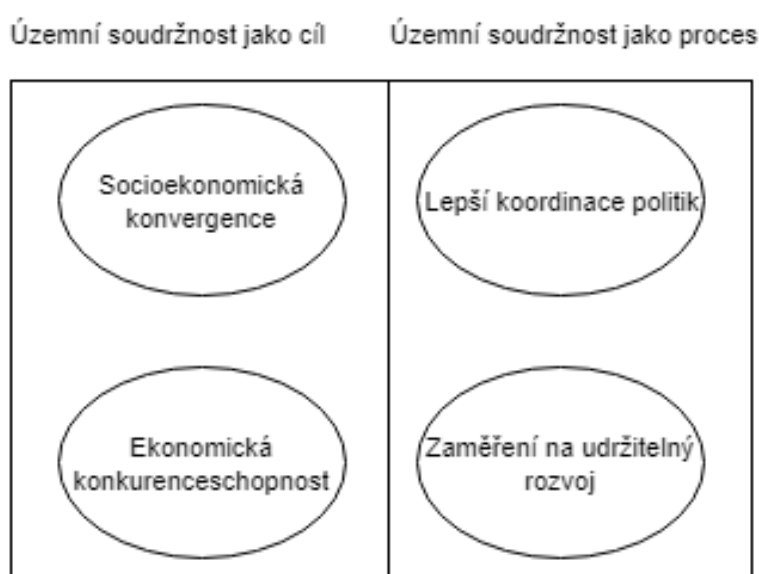 Územní soudržnost jako cíl
Územní soudržnost jako proces
Socioekonomická
konvergence
Lepší koordinace politik
Ekonomická
konkurenceschopnost
Zaměření na udržitelný
rozvoj